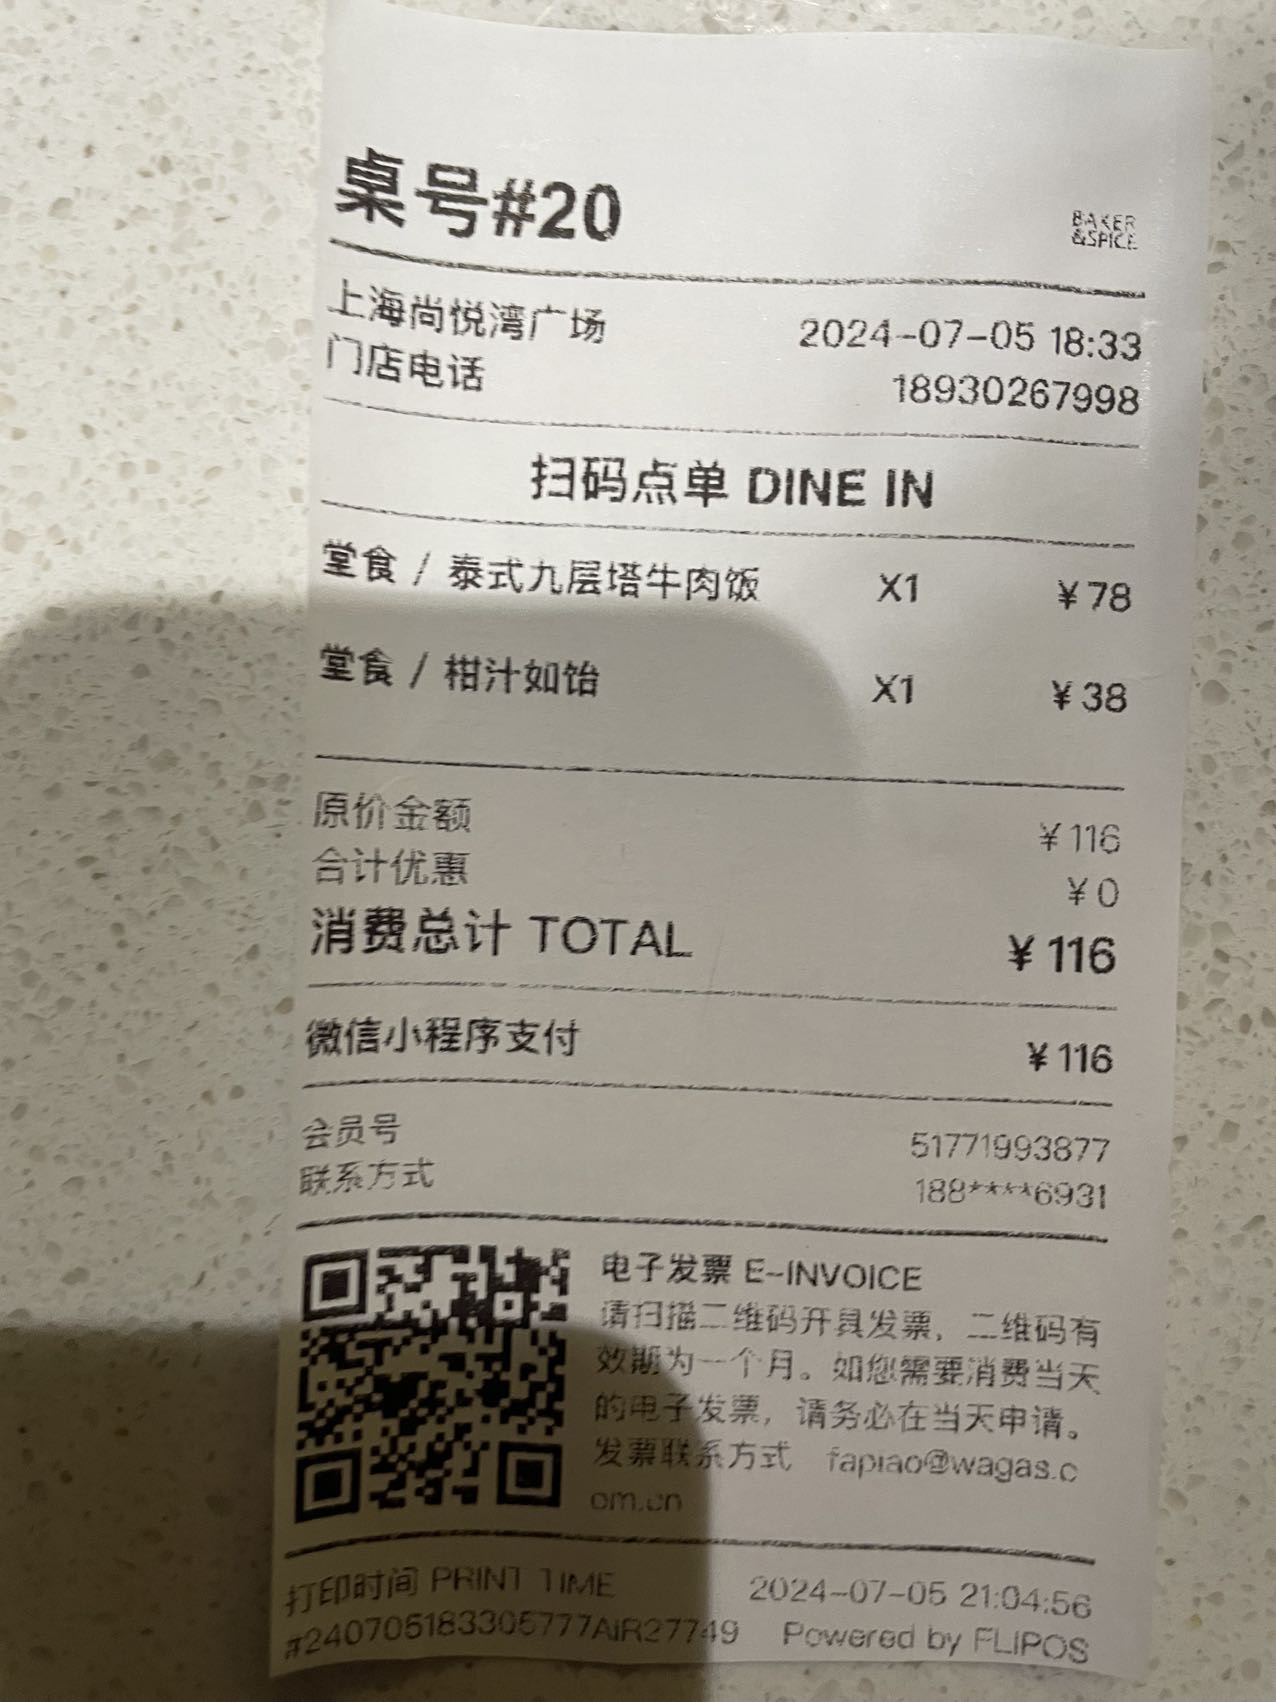 桌号#20
BAKER
&SPICE
上海尚悦湾广场 2024-07-05 18:33
门店电话 18930267998
扫码点单 DINE IN
堂食 / 泰式九层塔牛肉饭 X1 ¥78
堂食 / 柑汁如饴 X1 ¥38
原价金额 ¥116
合计优惠 ¥0
消费总计 TOTAL ¥116
微信小程序支付 ¥116
会员号 51771993877
联系方式 188****6931
电子发票 E-INVOICE
请扫描二维码开具发票，二维码有
效期为一个月。如您需要消费当天
的电子发票，请务必在当天申请。
发票联系方式 fapiao@wagas.c
om.cn
打印时间 PRINT TIME 2024-07-05 21:04:56
#240705183305777AIR27749 Powered by FLIPOS